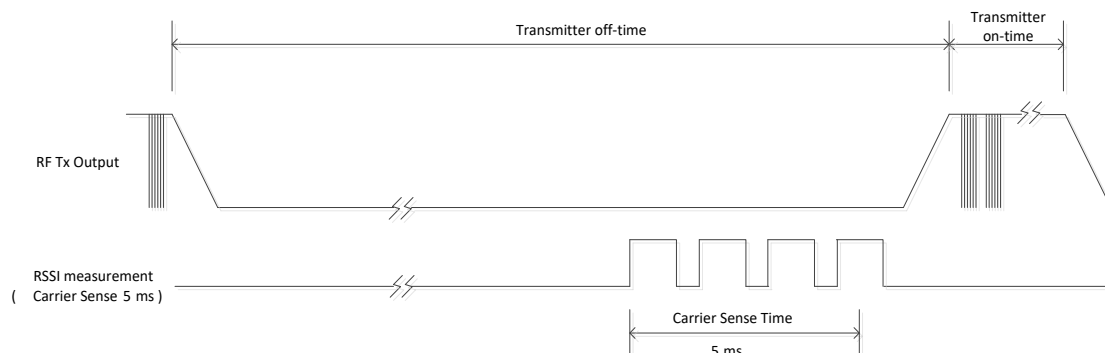 Transmitter off-time
Transmitter
on-time
RF Tx Output
RSSI measurement
( Carrier Sense 5 ms )
Carrier Sense Time
5 ms